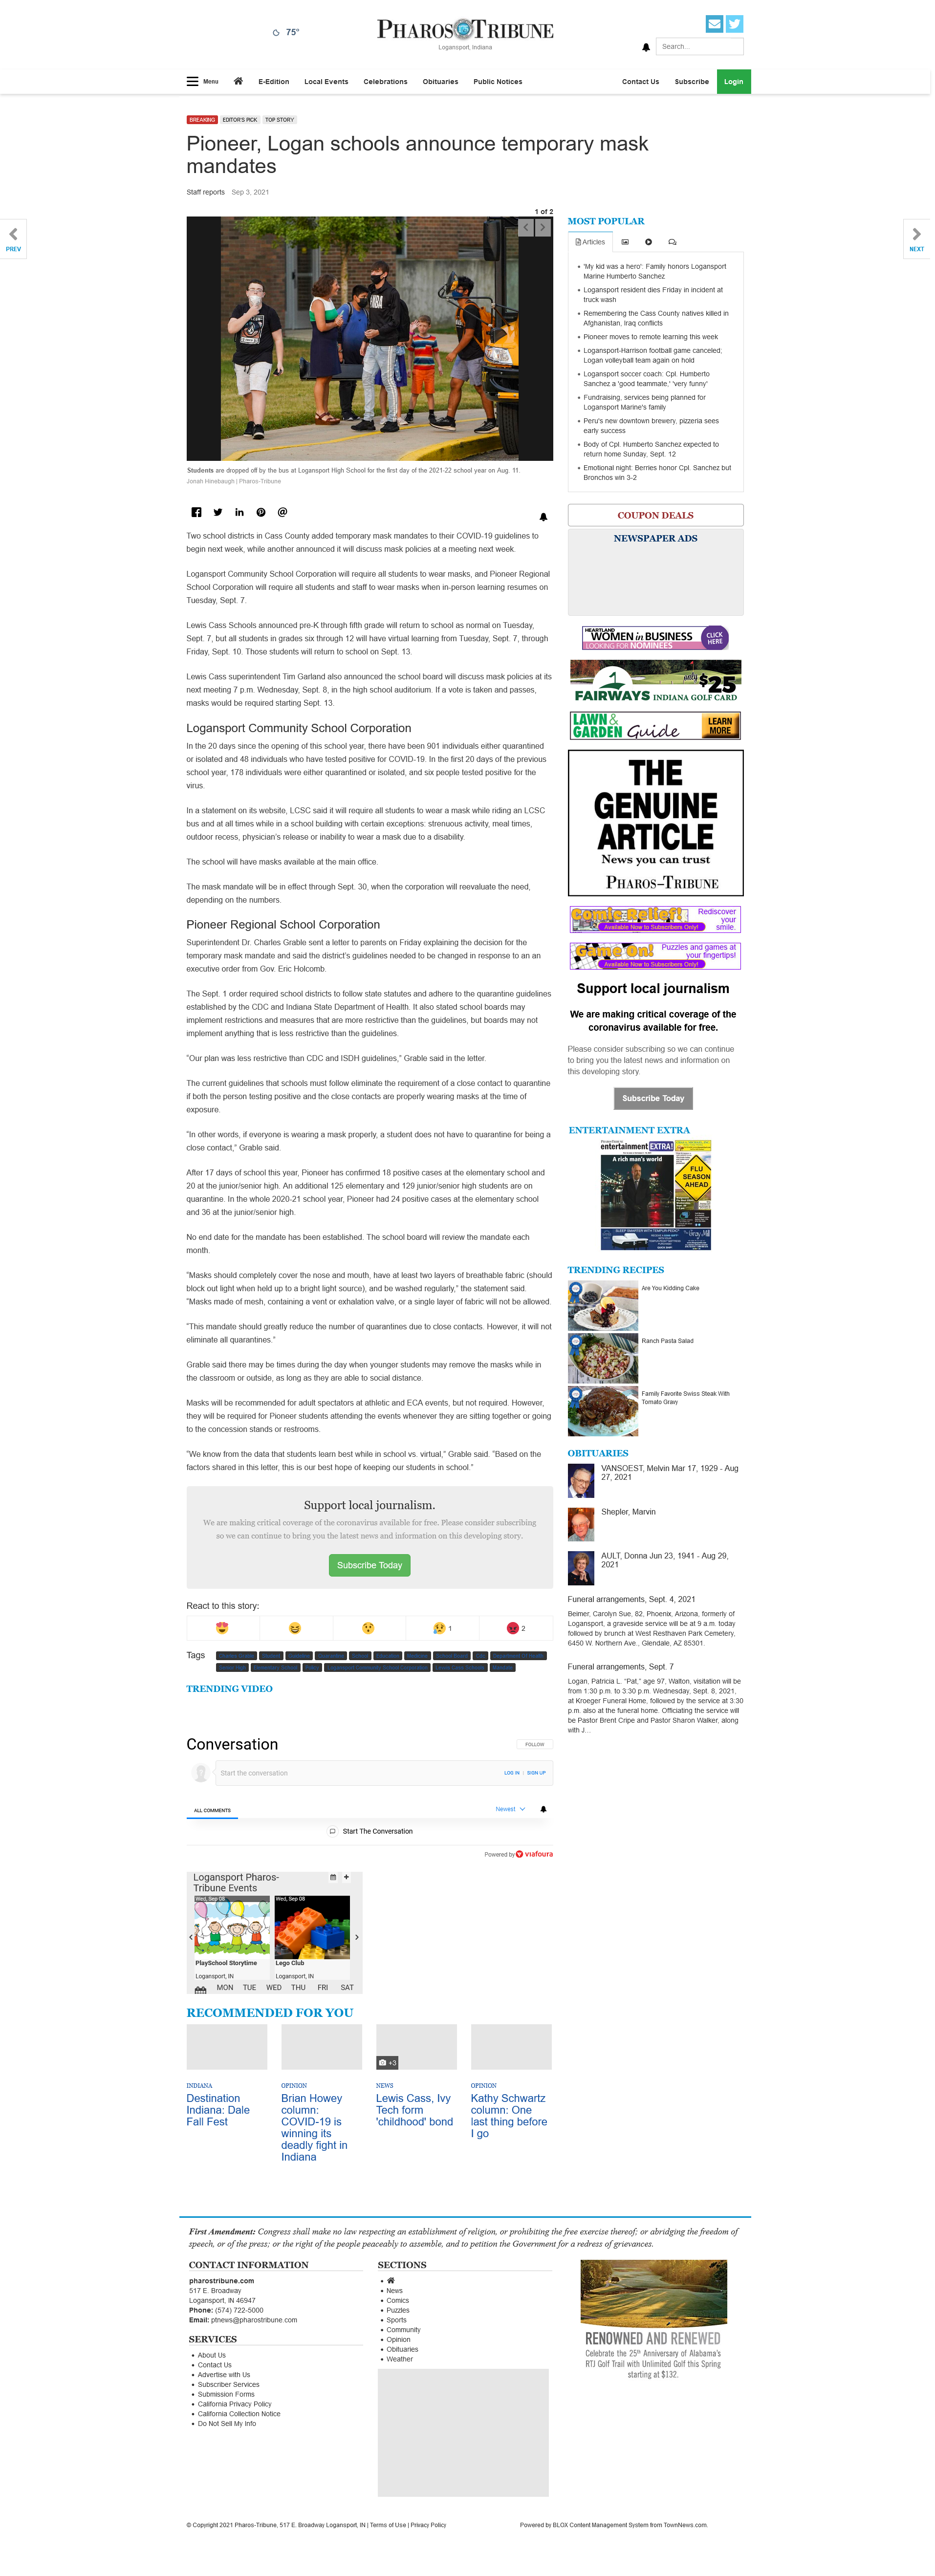 75°
PHAROS TRIBUNE
Logansport, Indiana
Search...
Menu
E-Edition
Local Events
Celebrations
Obituaries
Public Notices
Contact Us
Subscribe
Login
BREAKING
EDITOR'S PICK
TOP STORY
Pioneer, Logan schools announce temporary mask
mandates
Staff reports Sep 3, 2021
PREV
NEXT
1 of 2
Students are dropped off by the bus at Logansport High School for the first day of the 2021-22 school year on Aug. 11.
Jonah Hinebaugh | Pharos-Tribune
Two school districts in Cass County added temporary mask mandates to their COVID-19 guidelines to
begin next week, while another announced it will discuss mask policies at a meeting next week.
Logansport Community School Corporation will require all students to wear masks, and Pioneer Regional
School Corporation will require all students and staff to wear masks when in-person learning resumes on
Tuesday, Sept. 7.
Lewis Cass Schools announced pre-K through fifth grade will return to school as normal on Tuesday,
Sept. 7, but all students in grades six through 12 will have virtual learning from Tuesday, Sept. 7, through
Friday, Sept. 10. Those students will return to school on Sept. 13.
Lewis Cass superintendent Tim Garland also announced the school board will discuss mask policies at its
next meeting 7 p.m. Wednesday, Sept. 8, in the high school auditorium. If a vote is taken and passes,
masks would be required starting Sept. 13.
Logansport Community School Corporation
In the 20 days since the opening of this school year, there have been 901 individuals either quarantined
or isolated and 48 individuals who have tested positive for COVID-19. In the first 20 days of the previous
school year, 178 individuals were either quarantined or isolated, and six people tested positive for the
virus.
In a statement on its website, LCSC said it will require all students to wear a mask while riding an LCSC
bus and at all times while in a school building with certain exceptions: strenuous activity, meal times,
outdoor recess, physician's release or inability to wear a mask due to a disability.
The school will have masks available at the main office.
The mask mandate will be in effect through Sept. 30, when the corporation will reevaluate the need,
depending on the numbers.
Pioneer Regional School Corporation
Superintendent Dr. Charles Grable sent a letter to parents on Friday explaining the decision for the
temporary mask mandate and said the district's guidelines needed to be changed in response to an
executive order from Gov. Eric Holcomb.
The Sept. 1 order required school districts to follow state statutes and adhere to the quarantine guidelines
established by the CDC and Indiana State Department of Health. It also stated school boards may
implement restrictions and measures that are more restrictive than the guidelines, but boards may not
implement anything that is less restrictive than the guidelines.
"Our plan was less restrictive than CDC and ISDH guidelines," Grable said in the letter.
The current guidelines that schools must follow eliminate the requirement of a close contact to quarantine
if both the person testing positive and the close contacts are properly wearing masks at the time of
exposure.
"In other words, if everyone is wearing a mask properly, a student does not have to quarantine for being a
close contact," Grable said.
After 17 days of school this year, Pioneer has confirmed 18 positive cases at the elementary school and
20 at the junior/senior high. An additional 125 elementary and 129 junior/senior high students are on
quarantine. In the whole 2020-21 school year, Pioneer had 24 positive cases at the elementary school
and 36 at the junior/senior high.
No end date for the mandate has been established. The school board will review the mandate each
month.
"Masks should completely cover the nose and mouth, have at least two layers of breathable fabric (should
block out light when held up to a bright light source), and be washed regularly," the statement said.
"Masks made of mesh, containing a vent or exhalation valve, or a single layer of fabric will not be allowed.
"This mandate should greatly reduce the number of quarantines due to close contacts. However, it will not
eliminate all quarantines."
Grable said there may be times during the day when younger students may remove the masks while in
the classroom or outside, as long as they are able to social distance.
Masks will be recommended for adult spectators at athletic and ECA events, but not required. However,
they will be required for Pioneer students attending the events whenever they are sitting together or going
to the concession stands or restrooms.
"We know from the data that students learn best while in school vs. virtual," Grable said. "Based on the
factors shared in this letter, this is our best hope of keeping our students in school."
Support local journalism.
We are making critical coverage of the coronavirus available for free. Please consider subscribing
so we can continue to bring you the latest news and information on this developing story.
Subscribe Today
React to this story:
1
2
Tags
TRENDING VIDEO
Conversation
FOLLOW
Start the conversation
LOG IN | SIGN UP
ALL COMMENTS
Newest
Start The Conversation
Powered by viafoura
Logansport Pharos-
Tribune Events
Wed, Sep 08
Wed, Sep 08
PlaySchool Storytime
Lego Club
Logansport, IN
Logansport, IN
MON TUE WED THU FRI SAT
RECOMMENDED FOR YOU
+3
INDIANA
Destination
Indiana: Dale
Fall Fest
OPINION
Brian Howey
column:
COVID-19 is
winning its
deadly fight in
Indiana
NEWS
Lewis Cass, Ivy
Tech form
'childhood' bond
OPINION
Kathy Schwartz
column: One
last thing before
I go
MOST POPULAR
Articles
'My kid was a hero': Family honors Logansport
Marine Humberto Sanchez
Logansport resident dies Friday in incident at
truck wash
Remembering the Cass County natives killed in
Afghanistan, Iraq conflicts
Pioneer moves to remote learning this week
Logansport-Harrison football game canceled;
Logan volleyball team again on hold
Logansport soccer coach: Cpl. Humberto
Sanchez a 'good teammate,' 'very funny'
Fundraising, services being planned for
Logansport Marine's family
Peru's new downtown brewery, pizzeria sees
early success
Body of Cpl. Humberto Sanchez expected to
return home Sunday, Sept. 12
Emotional night: Berries honor Cpl. Sanchez but
Bronchos win 3-2
COUPON DEALS
NEWSPAPER ADS
HEARTLAND
WOMEN in BUSINESS
LOOKING FOR NOMINEES
CLICK
HERE
only $25
FAIRWAYS INDIANA GOLF CARD
LAWN &
GARDEN Guide
LEARN
MORE
THE
GENUINE
ARTICLE
News you can trust
PHAROS-TRIBUNE
Comic Relief!
Rediscover
your
smile.
Available Now to Subscribers Only!
Game On!
Puzzles and games at
your fingertips!
Available Now to Subscribers Only!
Support local journalism
We are making critical coverage of the
coronavirus available for free.
Please consider subscribing so we can continue
to bring you the latest news and information on
this developing story.
Subscribe Today
ENTERTAINMENT EXTRA
entertainment EXTRA!
A rich man's world
FLU
SEASON
AHEAD
TRENDING RECIPES
Are You Kidding Cake
Ranch Pasta Salad
Family Favorite Swiss Steak With
Tomato Gravy
OBITUARIES
VANSOEST, Melvin Mar 17, 1929 - Aug
27, 2021
Shepler, Marvin
AULT, Donna Jun 23, 1941 - Aug 29,
2021
Funeral arrangements, Sept. 4, 2021
Beimer, Carolyn Sue, 82, Phoenix, Arizona, formerly of
Logansport, a graveside service will be at 9 a.m. today
followed by brunch at West Resthaven Park Cemetery,
6450 W. Northern Ave., Glendale, AZ 85301.
Funeral arrangements, Sept. 7
Logan, Patricia L. "Pat," age 97, Walton, visitation will be
from 1:30 p.m. to 3:30 p.m. Wednesday, Sept. 8, 2021,
at Kroeger Funeral Home, followed by the service at 3:30
p.m. also at the funeral home. Officiating the service will
be Pastor Brent Cripe and Pastor Sharon Walker, along
with J...
First Amendment: Congress shall make no law respecting an establishment of religion, or prohibiting the free exercise thereof; or abridging the freedom of
speech, or of the press; or the right of the people peaceably to assemble, and to petition the Government for a redress of grievances.
CONTACT INFORMATION
pharostribune.com
517 E. Broadway
Logansport, IN 46947
Phone: (574) 722-5000
Email: ptnews@pharostribune.com
SERVICES
About Us
Contact Us
Advertise with Us
Subscriber Services
Submission Forms
California Privacy Policy
California Collection Notice
Do Not Sell My Info
SECTIONS
News
Comics
Puzzles
Sports
Community
Opinion
Obituaries
Weather
RENOWNED AND RENEWED
Celebrate the 25th Anniversary of Alabama's
RTJ Golf Trail with Unlimited Golf this Spring
starting at $132.
© Copyright 2021 Pharos-Tribune, 517 E. Broadway Logansport, IN | Terms of Use | Privacy Policy
Powered by BLOX Content Management System from TownNews.com.